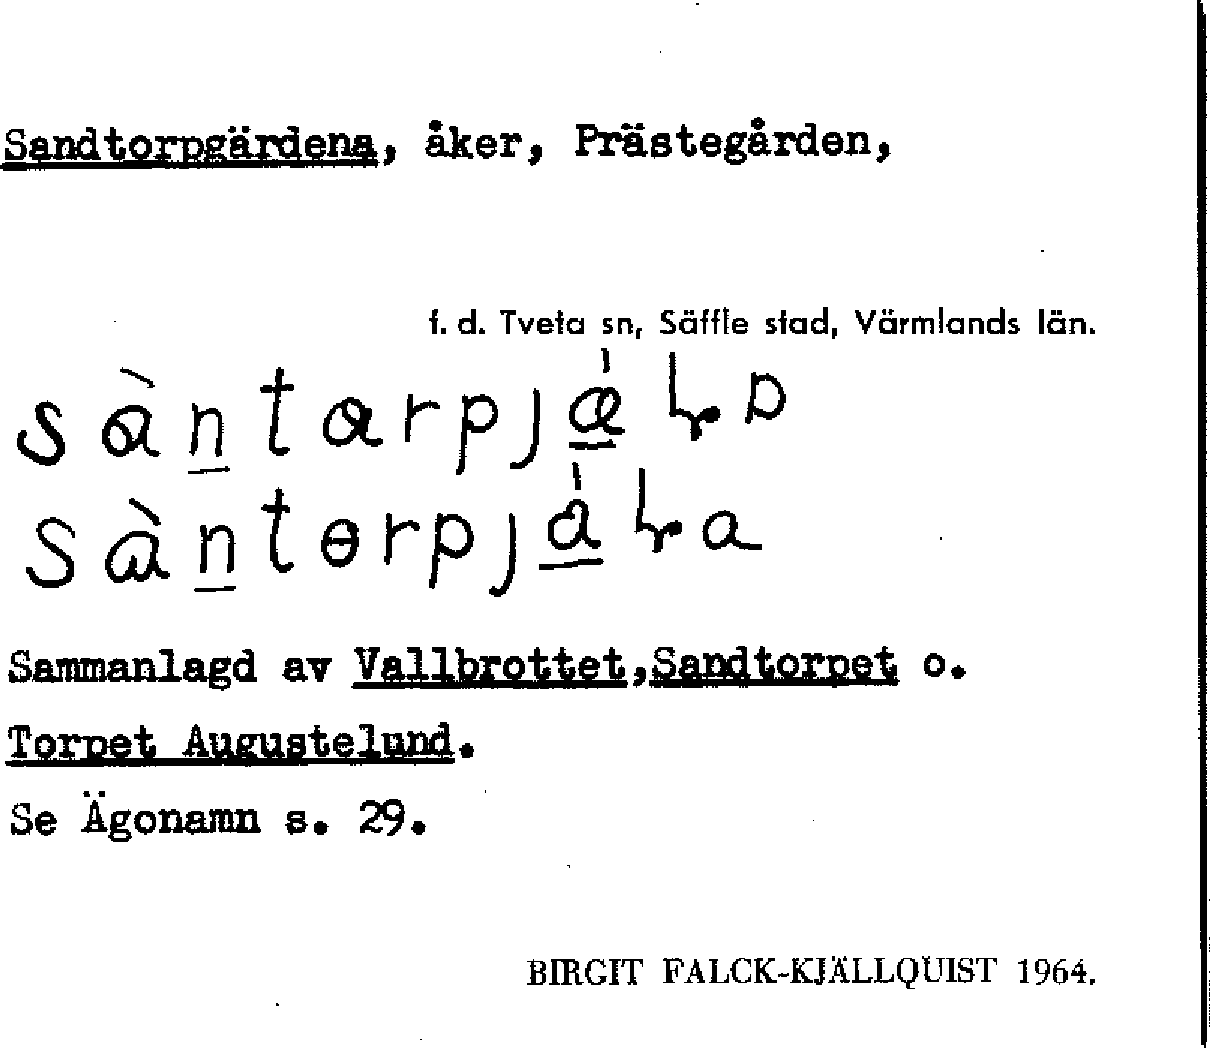 Sandtorpgärdena, åker, Prästegården,
f. d. Tveta sn, Säffle stad, Värmlands län.
Sammanlagd av Vallbrottet,Sandtorpet o.
Torpet Augustelund.
Se Ägonamn s. 29.
BIRGIT FALCK-KJÄLLQUIST 1964.